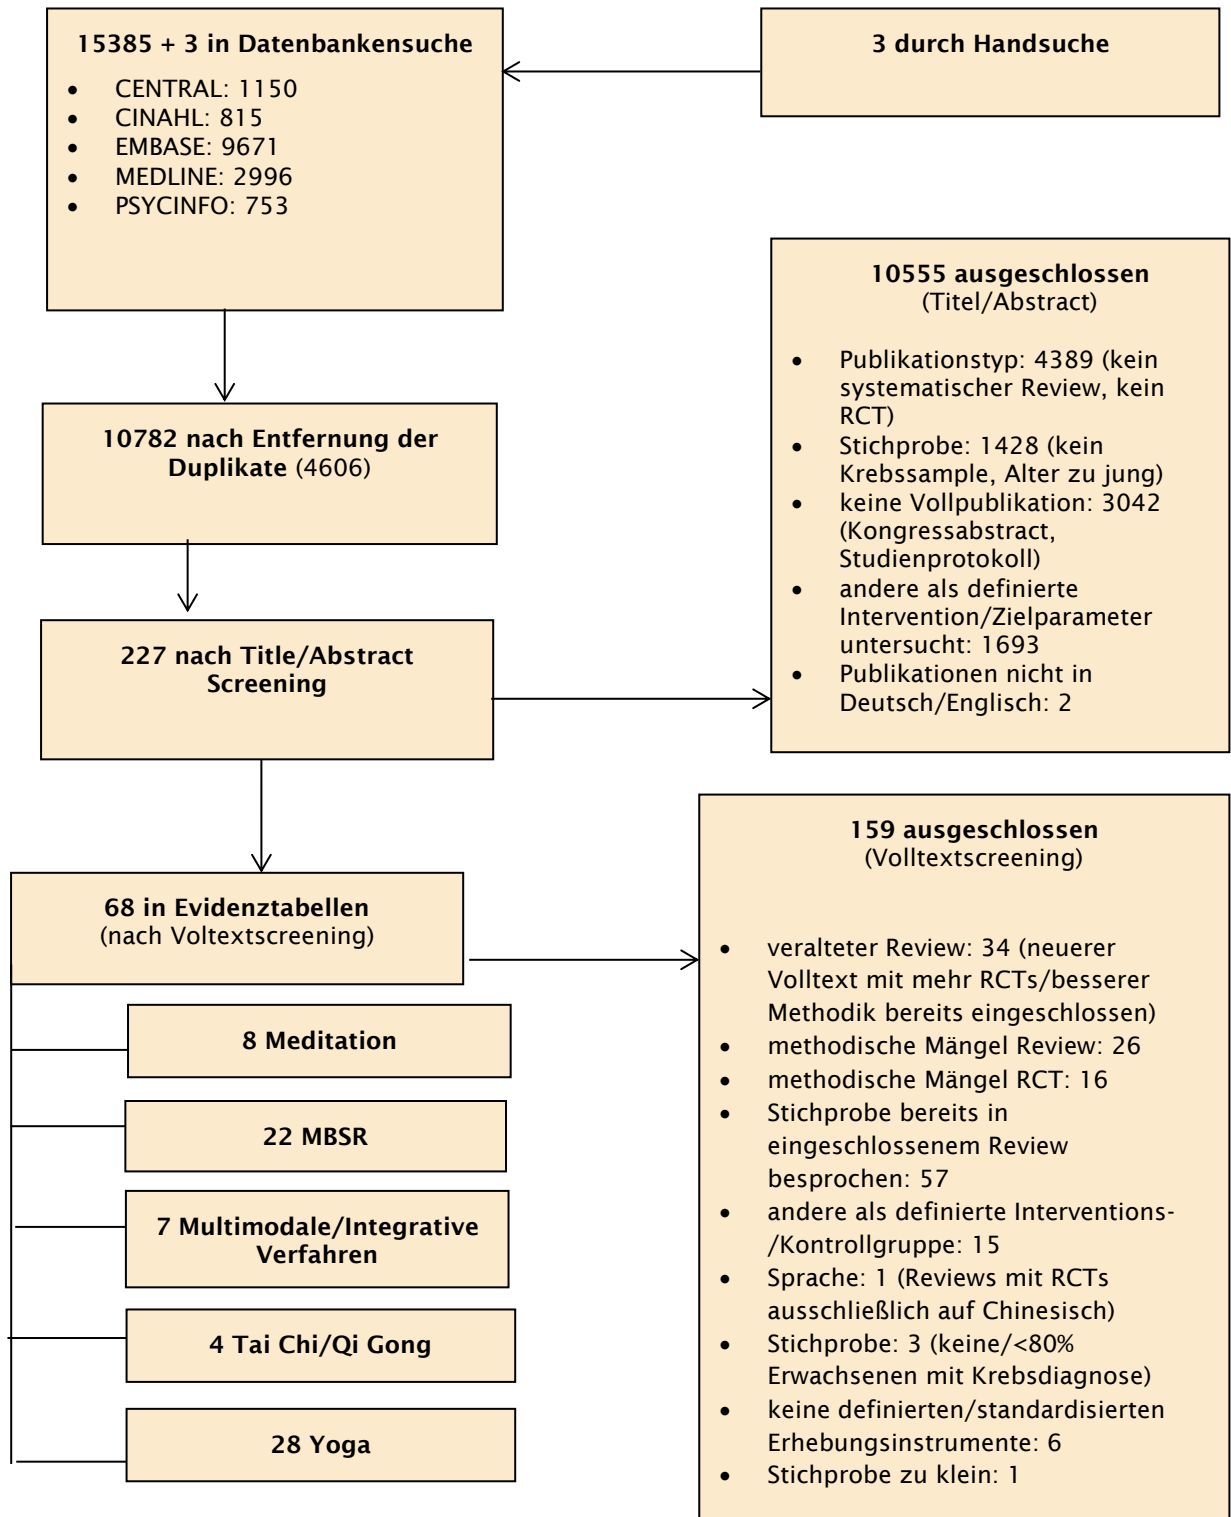 15385 + 3 in Datenbankensuche
• CENTRAL: 1150
• CINAHL: 815
• EMBASE: 9671
• MEDLINE: 2996
• PSYCINFO: 753
3 durch Handsuche
10555 ausgeschlossen
(Titel/Abstract)
• Publikationstyp: 4389 (kein
systematischer Review, kein
RCT)
• Stichprobe: 1428 (kein
Krebssample, Alter zu jung)
• keine Vollpublikation: 3042
(Kongressabstract,
Studienprotokoll)
• andere als definierte
Intervention/Zielparameter
untersucht: 1693
• Publikationen nicht in
Deutsch/Englisch: 2
10782 nach Entfernung der
Duplikate (4606)
227 nach Title/Abstract
Screening
159 ausgeschlossen
(Volltextscreening)
• veralteter Review: 34 (neuerer
Volltext mit mehr RCTs/besserer
Methodik bereits eingeschlossen)
• methodische Mängel Review: 26
• methodische Mängel RCT: 16
• Stichprobe bereits in
eingeschlossenem Review
besprochen: 57
• andere als definierte Interventions-
/Kontrollgruppe: 15
• Sprache: 1 (Reviews mit RCTs
ausschließlich auf Chinesisch)
• Stichprobe: 3 (keine/<80%
Erwachsenen mit Krebsdiagnose)
• keine definierten/standardisierten
Erhebungsinstrumente: 6
• Stichprobe zu klein: 1
68 in Evidenztabellen
(nach Voltextscreening)
8 Meditation
22 MBSR
7 Multimodale/Integrative
Verfahren
4 Tai Chi/Qi Gong
28 Yoga